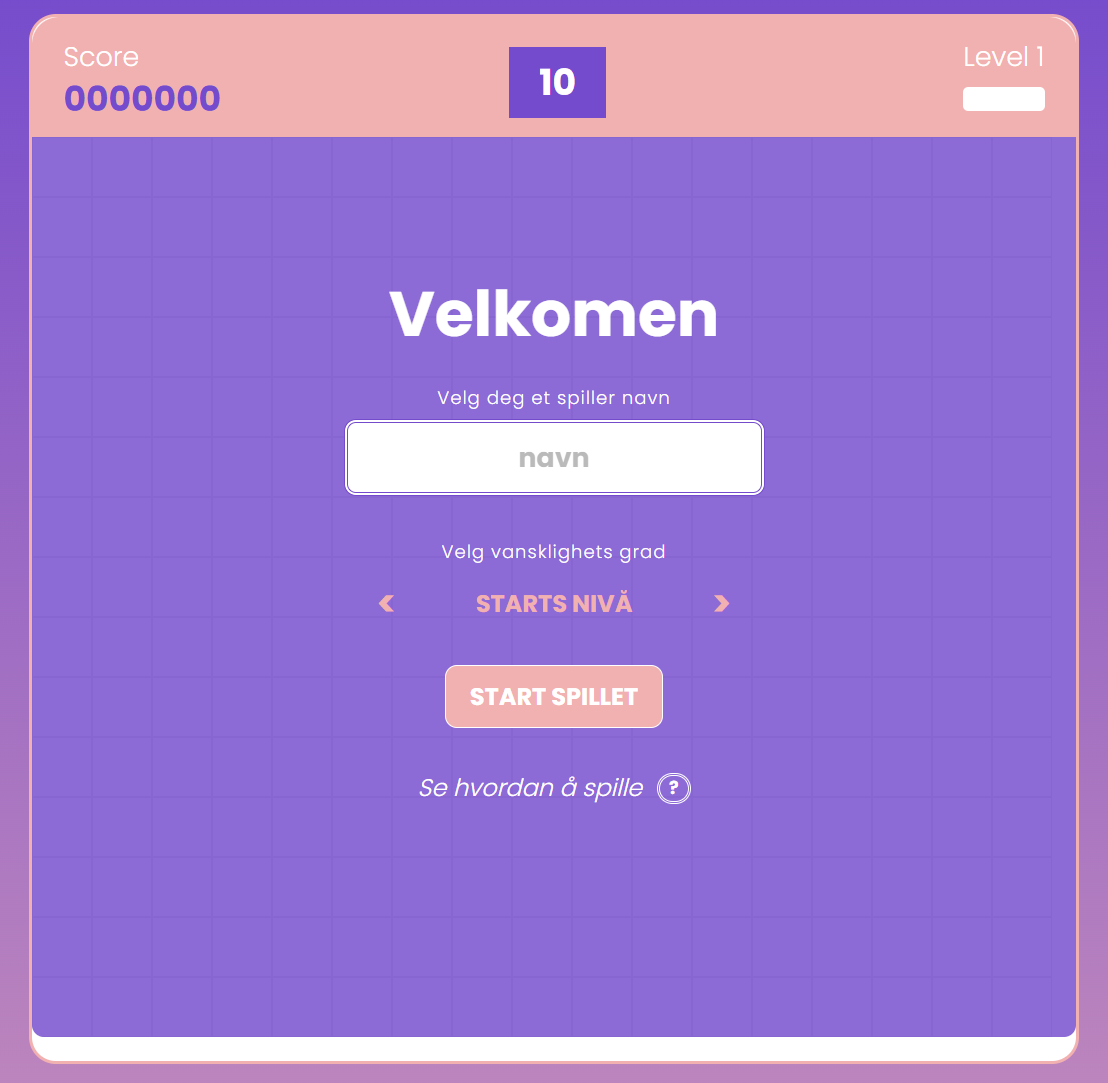 Score
0000000
10
Level 1
Velkomen
Velg deg et spiller navn
navn
Velg vansklighets grad
< STARTS NIVÅ >
START SPILLET
Se hvordan å spille ?